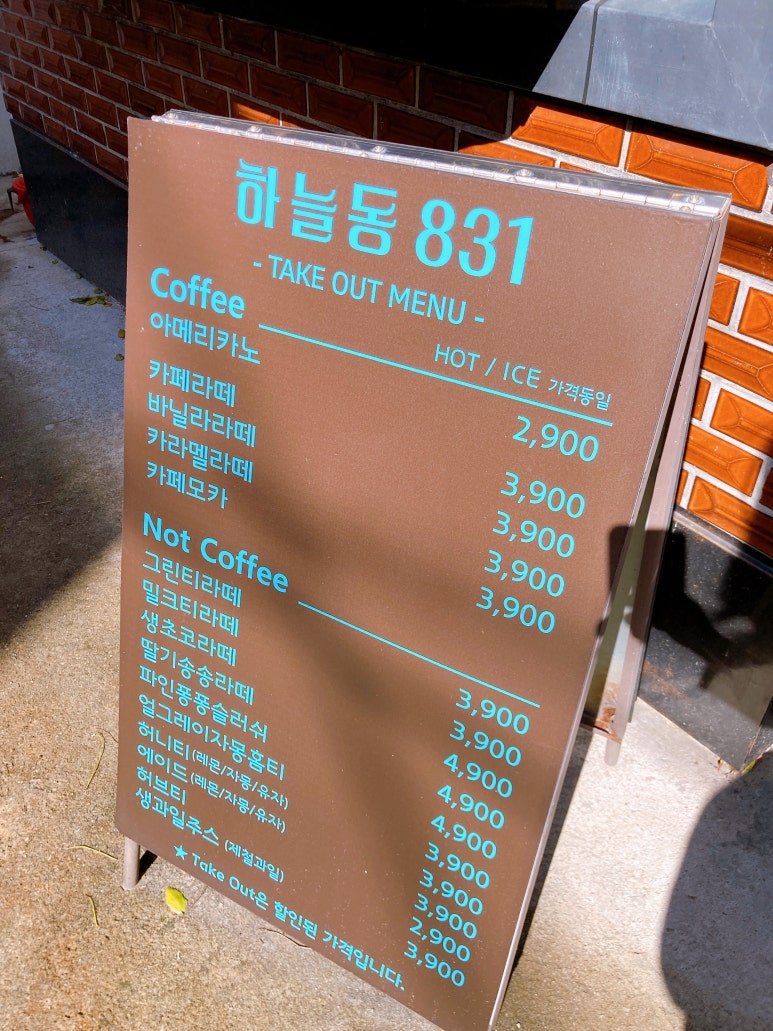 하늘동 831
- TAKE OUT MENU -
Coffee HOT / ICE 가격동일
아메리카노 2,900
카페라떼 3,900
바닐라라떼 3,900
카라멜라떼 3,900
카페모카 3,900
Not Coffee
그린티라떼 3,900
밀크티라떼 3,900
생초코라떼 4,900
딸기송송라떼 4,900
파인퐁퐁슬러쉬 4,900
얼그레이자몽홈티 3,900
허니티 (레몬/자몽/유자) 3,900
에이드 (레몬/자몽/유자) 3,900
허브티 2,900
생과일주스 (제철과일) 3,900
★ Take Out은 할인된 가격입니다.